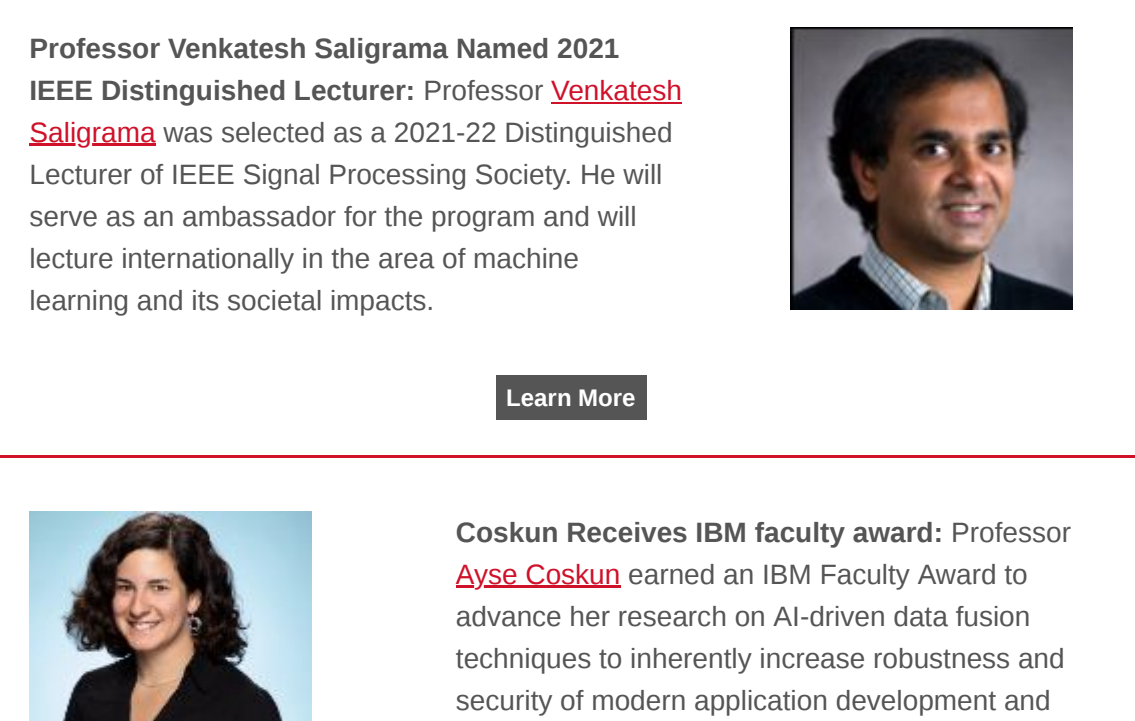 Professor Venkatesh Saligrama Named 2021
IEEE Distinguished Lecturer: Professor Venkatesh
Saligrama was selected as a 2021-22 Distinguished
Lecturer of IEEE Signal Processing Society. He will
serve as an ambassador for the program and will
lecture internationally in the area of machine
learning and its societal impacts.
Learn More
Coskun Receives IBM faculty award: Professor
Ayse Coskun earned an IBM Faculty Award to
advance her research on AI-driven data fusion
techniques to inherently increase robustness and
security of modern application development and